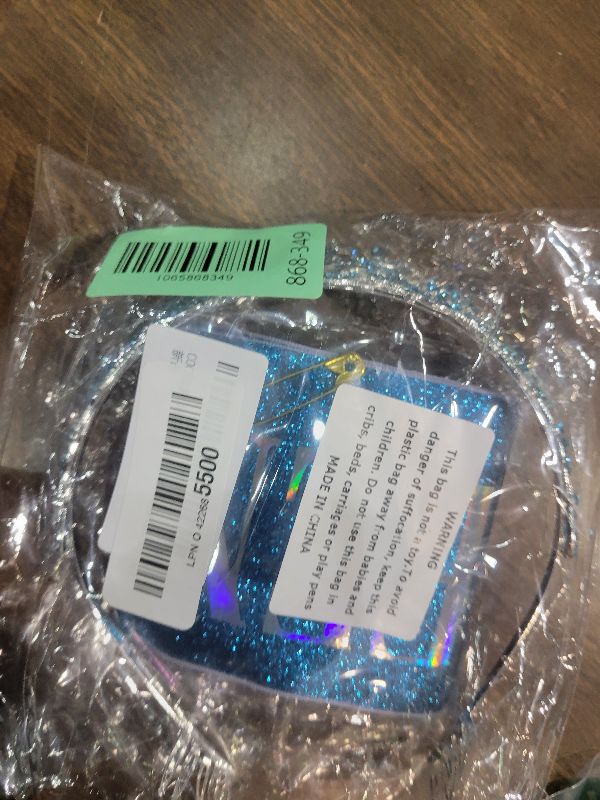 1065868349
868-349
5500
WARNING
This bag is not a toy.To avoid
danger of suffocation, keep this
plastic bag away from babies and
children. Do not use this bag in
cribs, beds, carriages or play pens
MADE IN CHINA